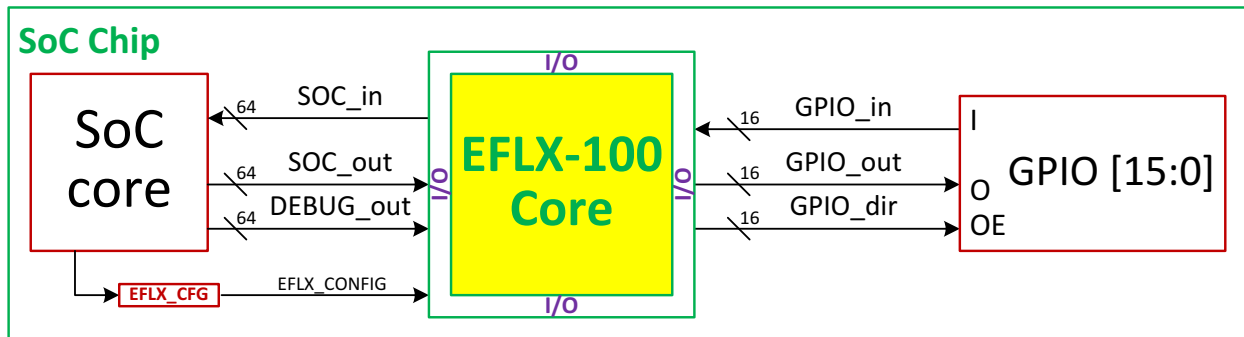 SoC Chip
SoC
core
64
SOC_in
64
SOC_out
64
DEBUG_out
EFLX_CFG
EFLX_CONFIG
I/O
I/O
EFLX-100
Core
I/O
I/O
16
GPIO_in
16
GPIO_out
16
GPIO_dir
I
O
OE
GPIO [15:0]